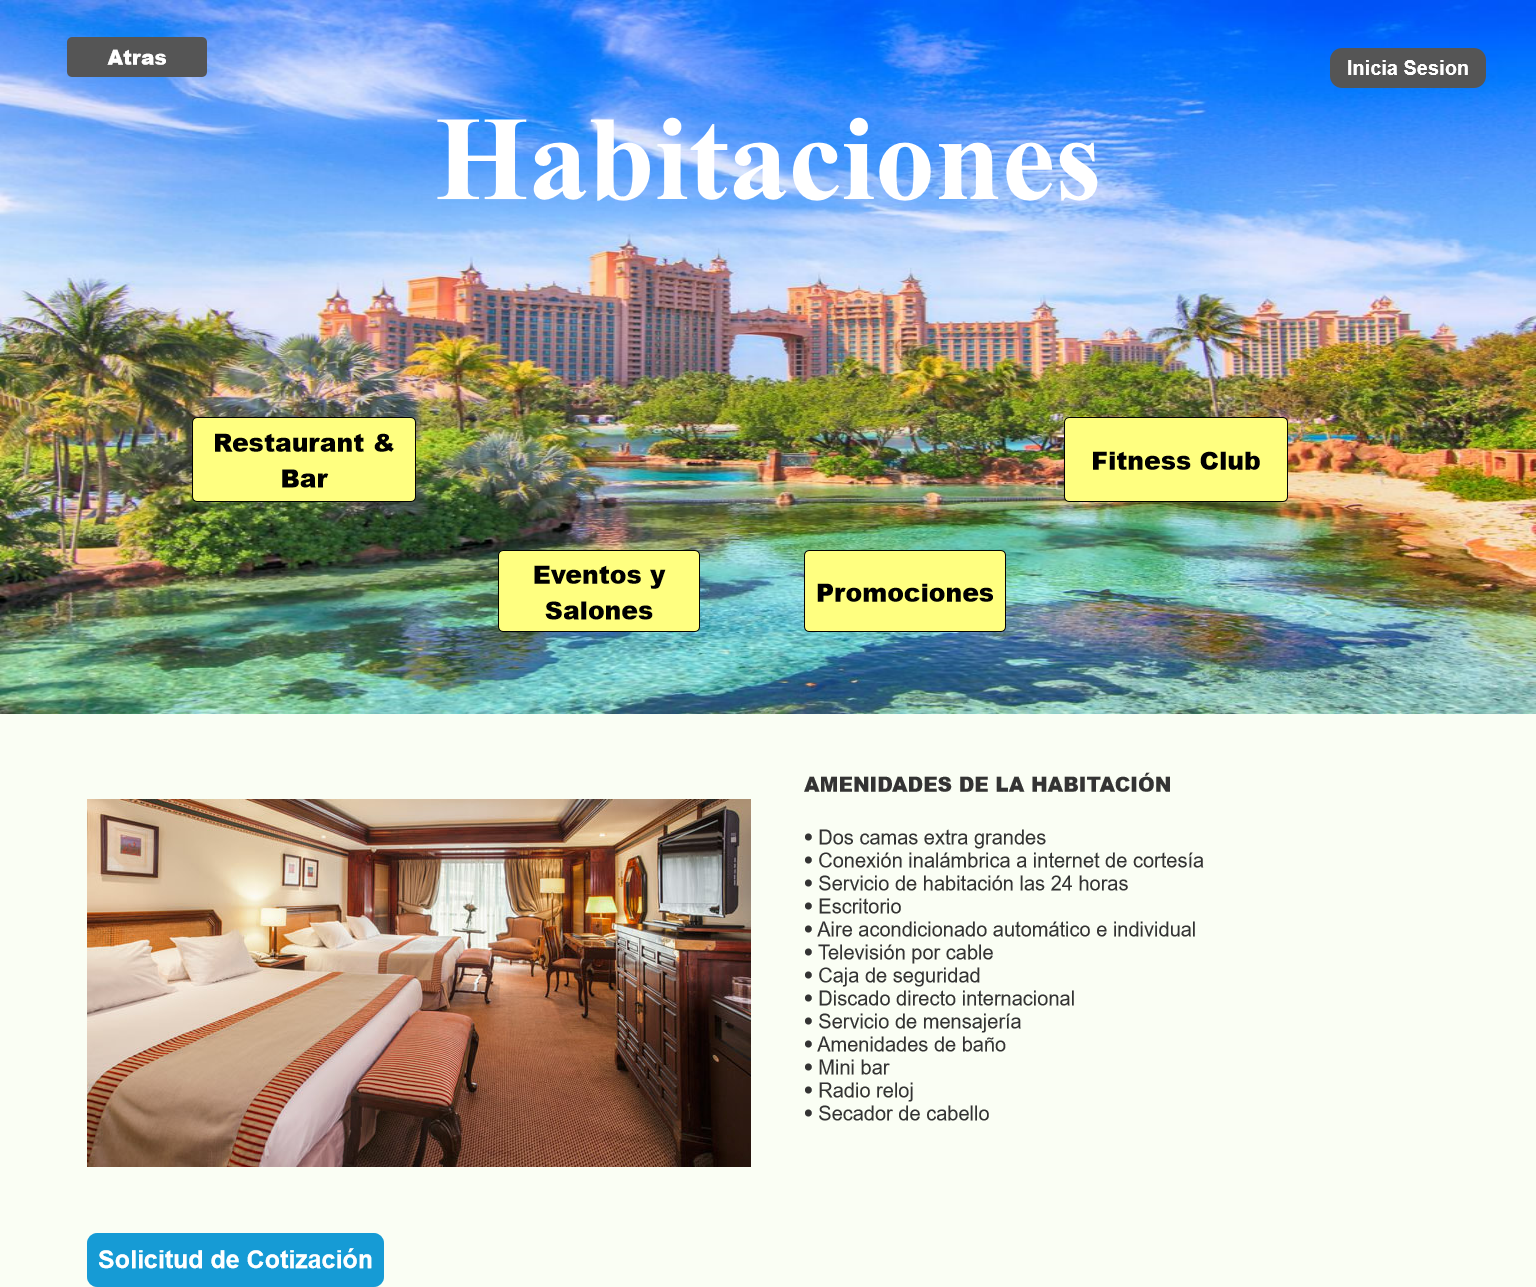 Atras
Inicia Sesion
Habitaciones
Restaurant &
Bar
Fitness Club
Eventos y
Salones
Promociones
AMENIDADES DE LA HABITACIÓN
• Dos camas extra grandes
• Conexión inalámbrica a internet de cortesía
• Servicio de habitación las 24 horas
• Escritorio
• Aire acondicionado automático e individual
• Televisión por cable
• Caja de seguridad
• Discado directo internacional
• Servicio de mensajería
• Amenidades de baño
• Mini bar
• Radio reloj
• Secador de cabello
Solicitud de Cotización